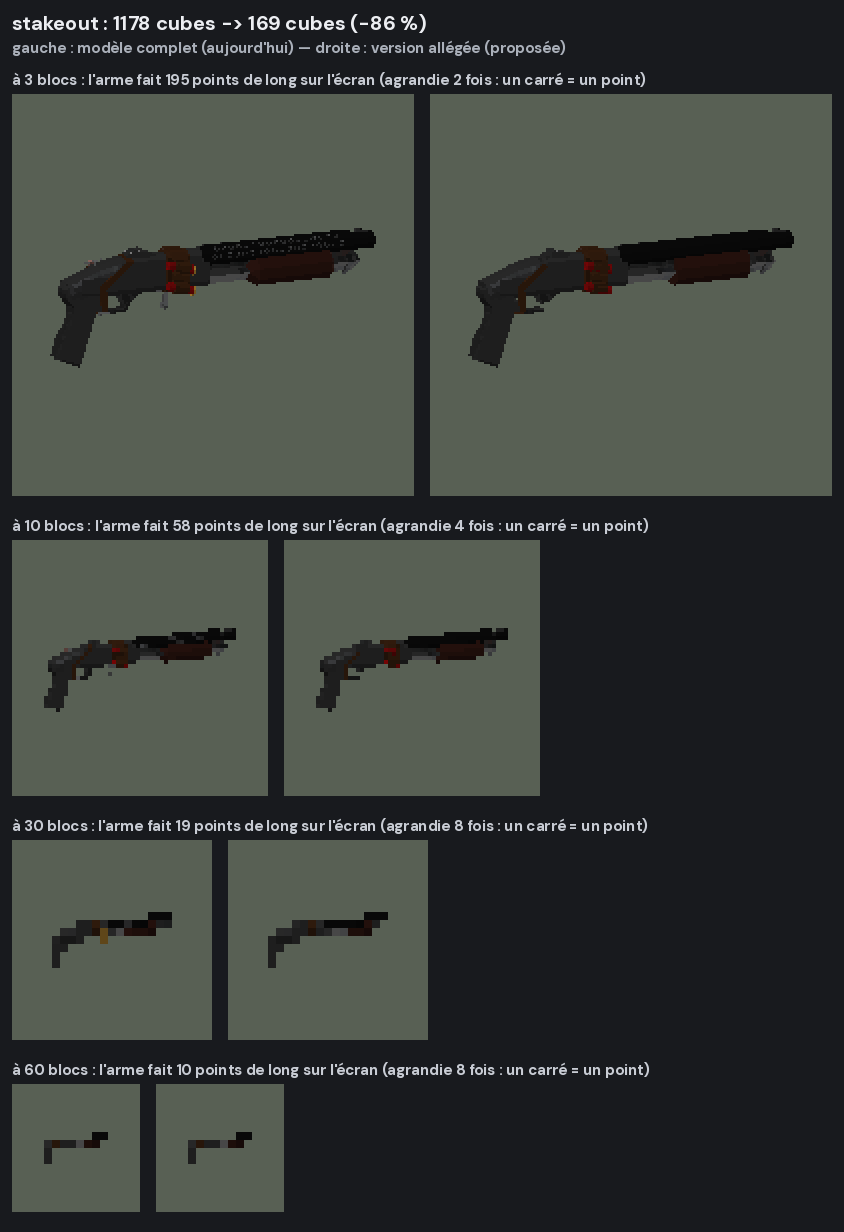 stakeout : 1178 cubes -> 169 cubes (-86 %)
gauche : modèle complet (aujourd'hui) — droite : version allégée (proposée)
à 3 blocs : l'arme fait 195 points de long sur l'écran (agrandie 2 fois : un carré = un point)
à 10 blocs : l'arme fait 58 points de long sur l'écran (agrandie 4 fois : un carré = un point)
à 30 blocs : l'arme fait 19 points de long sur l'écran (agrandie 8 fois : un carré = un point)
à 60 blocs : l'arme fait 10 points de long sur l'écran (agrandie 8 fois : un carré = un point)